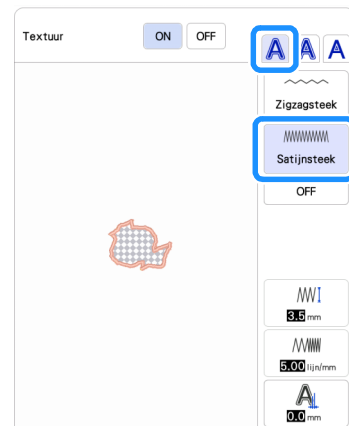 Textuur ON OFF
A A A
Zigzagsteek
Satijnsteek
OFF
3.5 mm
5.00 lijn/mm
A
0.0 mm